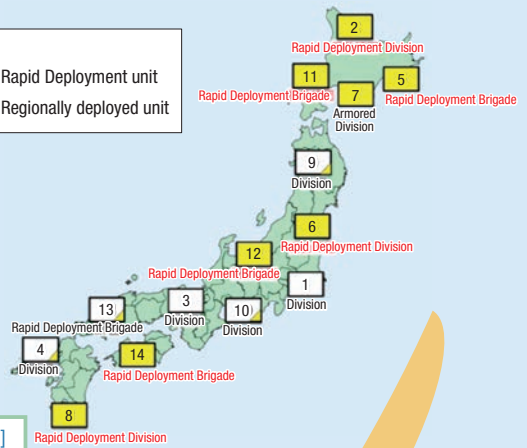 Rapid Deployment unit
Regionally deployed unit
2
Rapid Deployment Division
11
Rapid Deployment Brigade
7
Armored
Division
5
Rapid Deployment Brigade
9
Division
6
Rapid Deployment Division
12
Rapid Deployment Brigade
1
Division
3
Division
10
Division
13
Rapid Deployment Brigade
4
Division
14
Rapid Deployment Brigade
8
Rapid Deployment Division
]